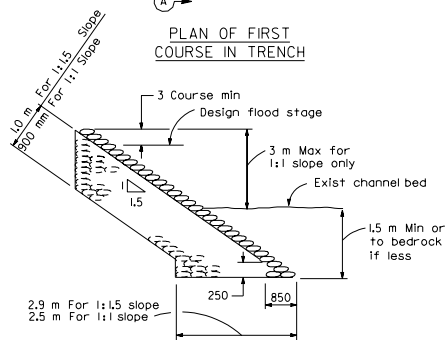 A
PLAN OF FIRST
COURSE IN TRENCH
1.0 m For 1:1.5 Slope
900 mm For 1:1 Slope
3 Course min
Design flood stage
3 m Max for
1:1 slope only
Exist channel bed
1
1.5
1.5 m Min or
to bedrock
if less
250
850
2.9 m For 1:1.5 slope
2.5 m For 1:1 slope